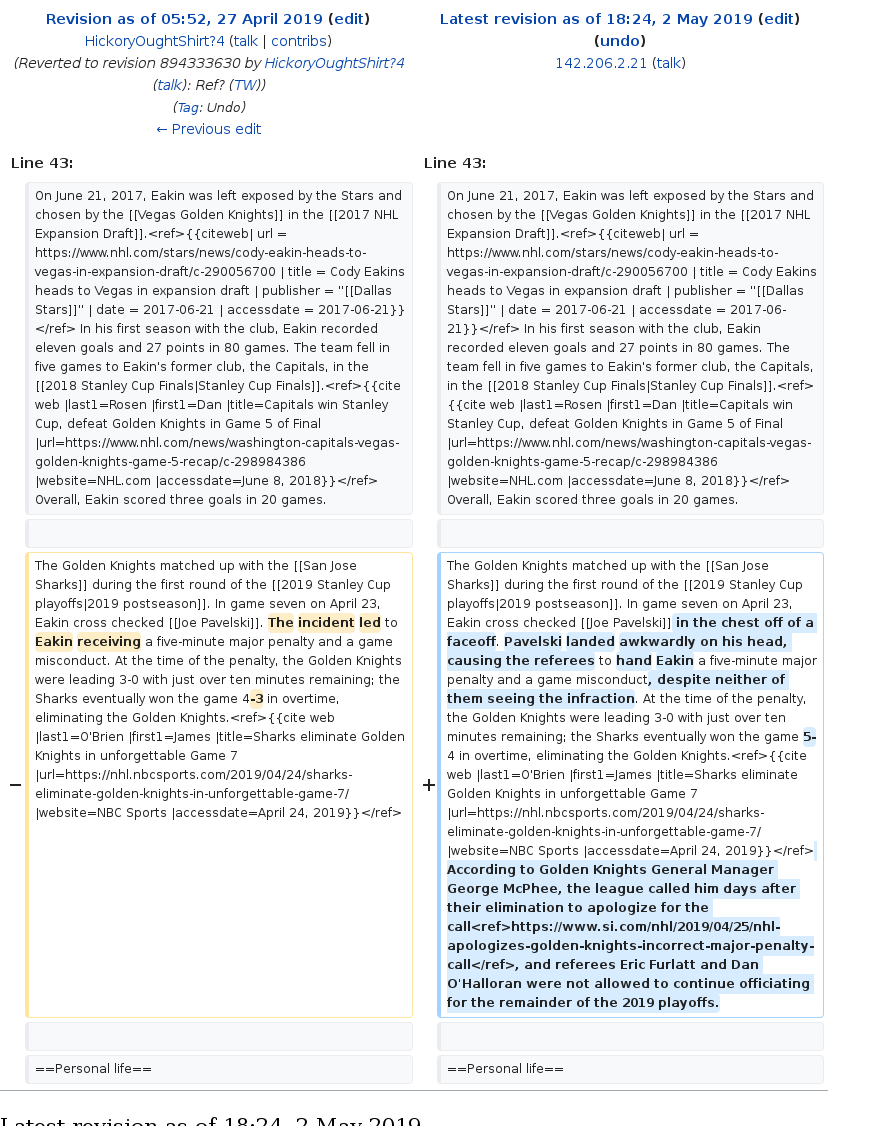 Revision as of 05:52, 27 April 2019 (edit)
HickoryOughtShirt?4 (talk | contribs)
(Reverted to revision 894333630 by HickoryOughtShirt?4
(talk): Ref? (TW))
(Tag: Undo)
← Previous edit
Latest revision as of 18:24, 2 May 2019 (edit)
(undo)
142.206.2.21 (talk)
Line 43:
Line 43:
On June 21, 2017, Eakin was left exposed by the Stars and
chosen by the [[Vegas Golden Knights]] in the [[2017 NHL
Expansion Draft]].<ref>{{citeweb| url =
https://www.nhl.com/stars/news/cody-eakin-heads-to-
vegas-in-expansion-draft/c-290056700 | title = Cody Eakins
heads to Vegas in expansion draft | publisher = "[[Dallas
Stars]]" | date = 2017-06-21 | accessdate = 2017-06-21}}
</ref> In his first season with the club, Eakin recorded
eleven goals and 27 points in 80 games. The team fell in
five games to Eakin's former club, the Capitals, in the
[[2018 Stanley Cup Finals|Stanley Cup Finals]].<ref>{{cite
web |last1=Rosen |first1=Dan |title=Capitals win Stanley
Cup, defeat Golden Knights in Game 5 of Final
|url=https://www.nhl.com/news/washington-capitals-vegas-
golden-knights-game-5-recap/c-298984386
|website=NHL.com |accessdate=June 8, 2018}}</ref>
Overall, Eakin scored three goals in 20 games.
On June 21, 2017, Eakin was left exposed by the Stars and
chosen by the [[Vegas Golden Knights]] in the [[2017 NHL
Expansion Draft]].<ref>{{citeweb| url =
https://www.nhl.com/stars/news/cody-eakin-heads-to-
vegas-in-expansion-draft/c-290056700 | title = Cody Eakins
heads to Vegas in expansion draft | publisher = "[[Dallas
Stars]]" | date = 2017-06-21 | accessdate = 2017-06-
21}}</ref> In his first season with the club, Eakin
recorded eleven goals and 27 points in 80 games. The
team fell in five games to Eakin's former club, the Capitals,
in the [[2018 Stanley Cup Finals|Stanley Cup Finals]].<ref>
{{cite web |last1=Rosen |first1=Dan |title=Capitals win
Stanley Cup, defeat Golden Knights in Game 5 of Final
|url=https://www.nhl.com/news/washington-capitals-vegas-
golden-knights-game-5-recap/c-298984386
|website=NHL.com |accessdate=June 8, 2018}}</ref>
Overall, Eakin scored three goals in 20 games.
−
The Golden Knights matched up with the [[San Jose
Sharks]] during the first round of the [[2019 Stanley Cup
playoffs|2019 postseason]]. In game seven on April 23,
Eakin cross checked [[Joe Pavelski]]. The incident led to
Eakin receiving a five-minute major penalty and a game
misconduct. At the time of the penalty, the Golden Knights
were leading 3-0 with just over ten minutes remaining; the
Sharks eventually won the game 4-3 in overtime,
eliminating the Golden Knights.<ref>{{cite web
|last1=O'Brien |first1=James |title=Sharks eliminate Golden
Knights in unforgettable Game 7
|url=https://nhl.nbcsports.com/2019/04/24/sharks-
eliminate-golden-knights-in-unforgettable-game-7/
|website=NBC Sports |accessdate=April 24, 2019}}</ref>
+
The Golden Knights matched up with the [[San Jose
Sharks]] during the first round of the [[2019 Stanley Cup
playoffs|2019 postseason]]. In game seven on April 23,
Eakin cross checked [[Joe Pavelski]] in the chest off of a
faceoff. Pavelski landed awkwardly on his head,
causing the referees to hand Eakin a five-minute major
penalty and a game misconduct, despite neither of
them seeing the infraction. At the time of the penalty,
the Golden Knights were leading 3-0 with just over ten
minutes remaining; the Sharks eventually won the game 5-
4 in overtime, eliminating the Golden Knights.<ref>{{cite
web |last1=O'Brien |first1=James |title=Sharks eliminate
Golden Knights in unforgettable Game 7
|url=https://nhl.nbcsports.com/2019/04/24/sharks-
eliminate-golden-knights-in-unforgettable-game-7/
|website=NBC Sports |accessdate=April 24, 2019}}</ref>
According to Golden Knights General Manager
George McPhee, the league called him days after
their elimination to apologize for the
call<ref>https://www.si.com/nhl/2019/04/25/nhl-
apologizes-golden-knights-incorrect-major-penalty-
call</ref>, and referees Eric Furlatt and Dan
O'Halloran were not allowed to continue officiating
for the remainder of the 2019 playoffs.
==Personal life==
==Personal life==
Latest revision as of 18:24, 2 May 2019